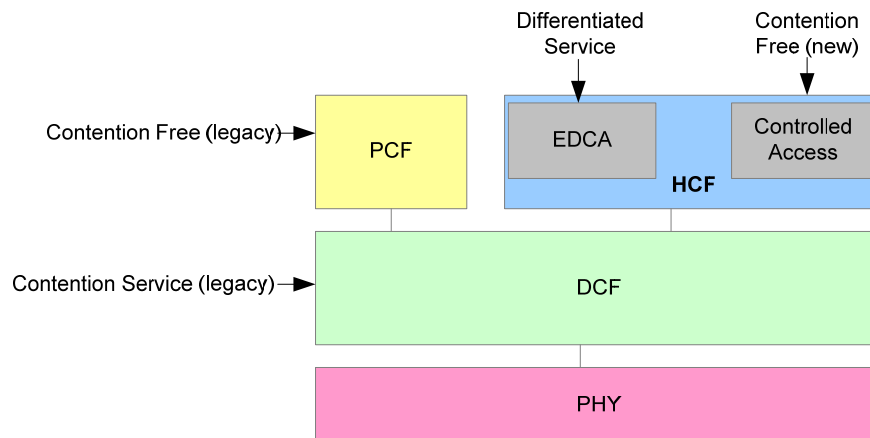 Differentiated
Service
Contention
Free (new)
Contention Free (legacy)
PCF
EDCA
Controlled
Access
HCF
Contention Service (legacy)
DCF
PHY